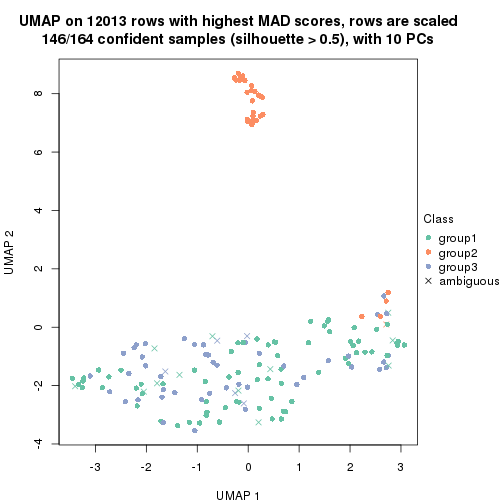 UMAP on 12013 rows with highest MAD scores, rows are scaled
146/164 confident samples (silhouette > 0.5), with 10 PCs
8
6
4
2
0
-2
-4
UMAP 2
-3
-2
-1
0
1
2
3
UMAP 1
Class
group1
group2
group3
ambiguous